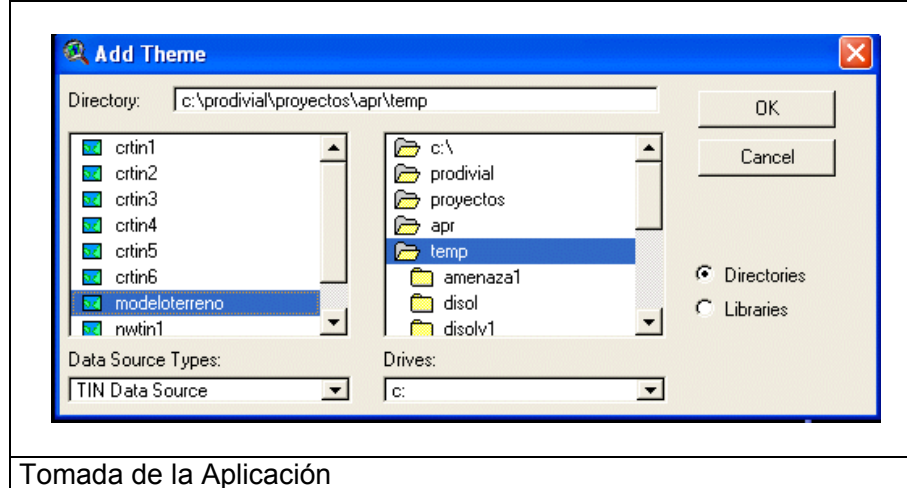 Add Theme
Directory: c:\prodivial\proyectos\apr\temp
OK
Cancel
crtin1
crtin2
crtin3
crtin4
crtin5
crtin6
modeloterreno
nwtin1
c:\
prodivial
proyectos
apr
temp
amenaza1
disol
disolv1
Directories
Libraries
Data Source Types:
TIN Data Source
Drives:
c:
Tomada de la Aplicación